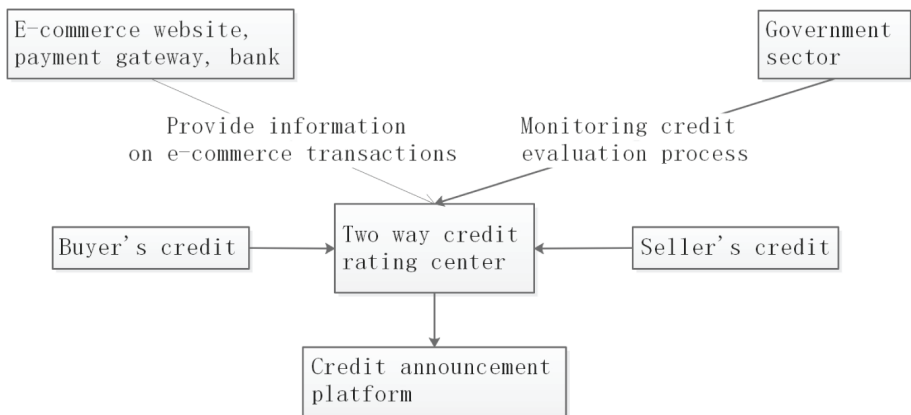 E-commerce website,
payment gateway, bank
Government
sector
Provide information
on e-commerce transactions
Monitoring credit
evaluation process
Buyer's credit
Two way credit
rating center
Seller's credit
Credit announcement
platform